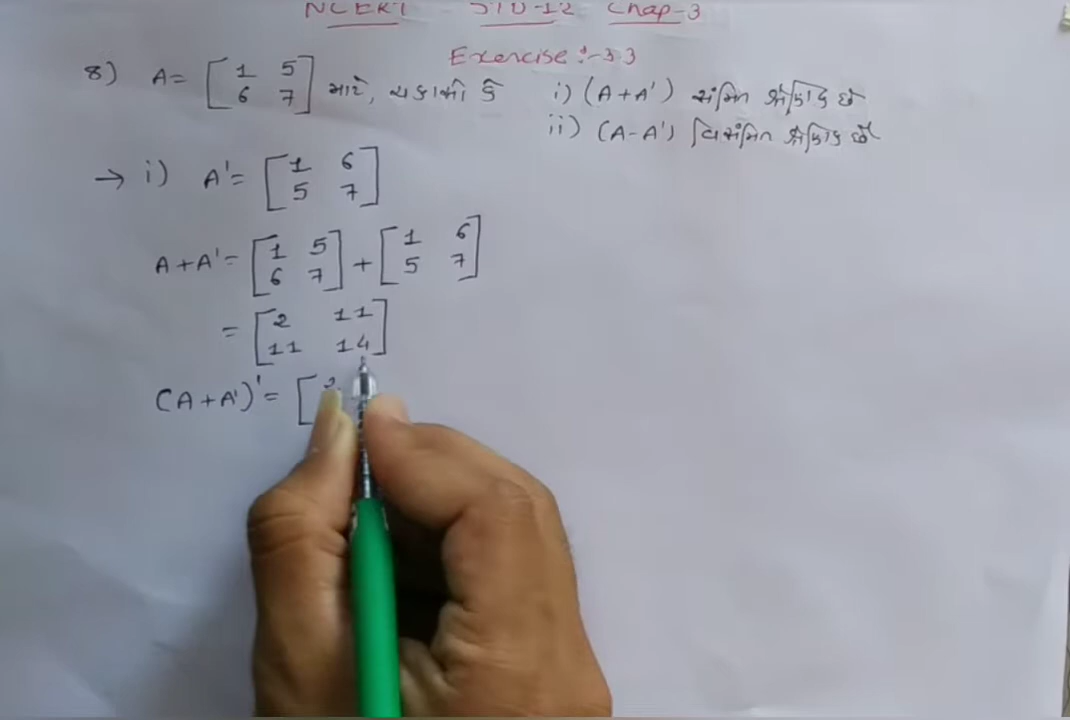 NCERT STD-12 Chap-3
Exercise :- 3.3
8) A = [1 5 માટે, ચકાસો કે i) (A+A') સંમિત શ્રેણિક છે
6 7]
ii) (A-A') વિસંમિત શ્રેણિક છે
→ i) A' = [1 6
5 7]
A+A' = [1 5 + [1 6
6 7] 5 7]
= [2 11
11 14]
(A+A')' = [2